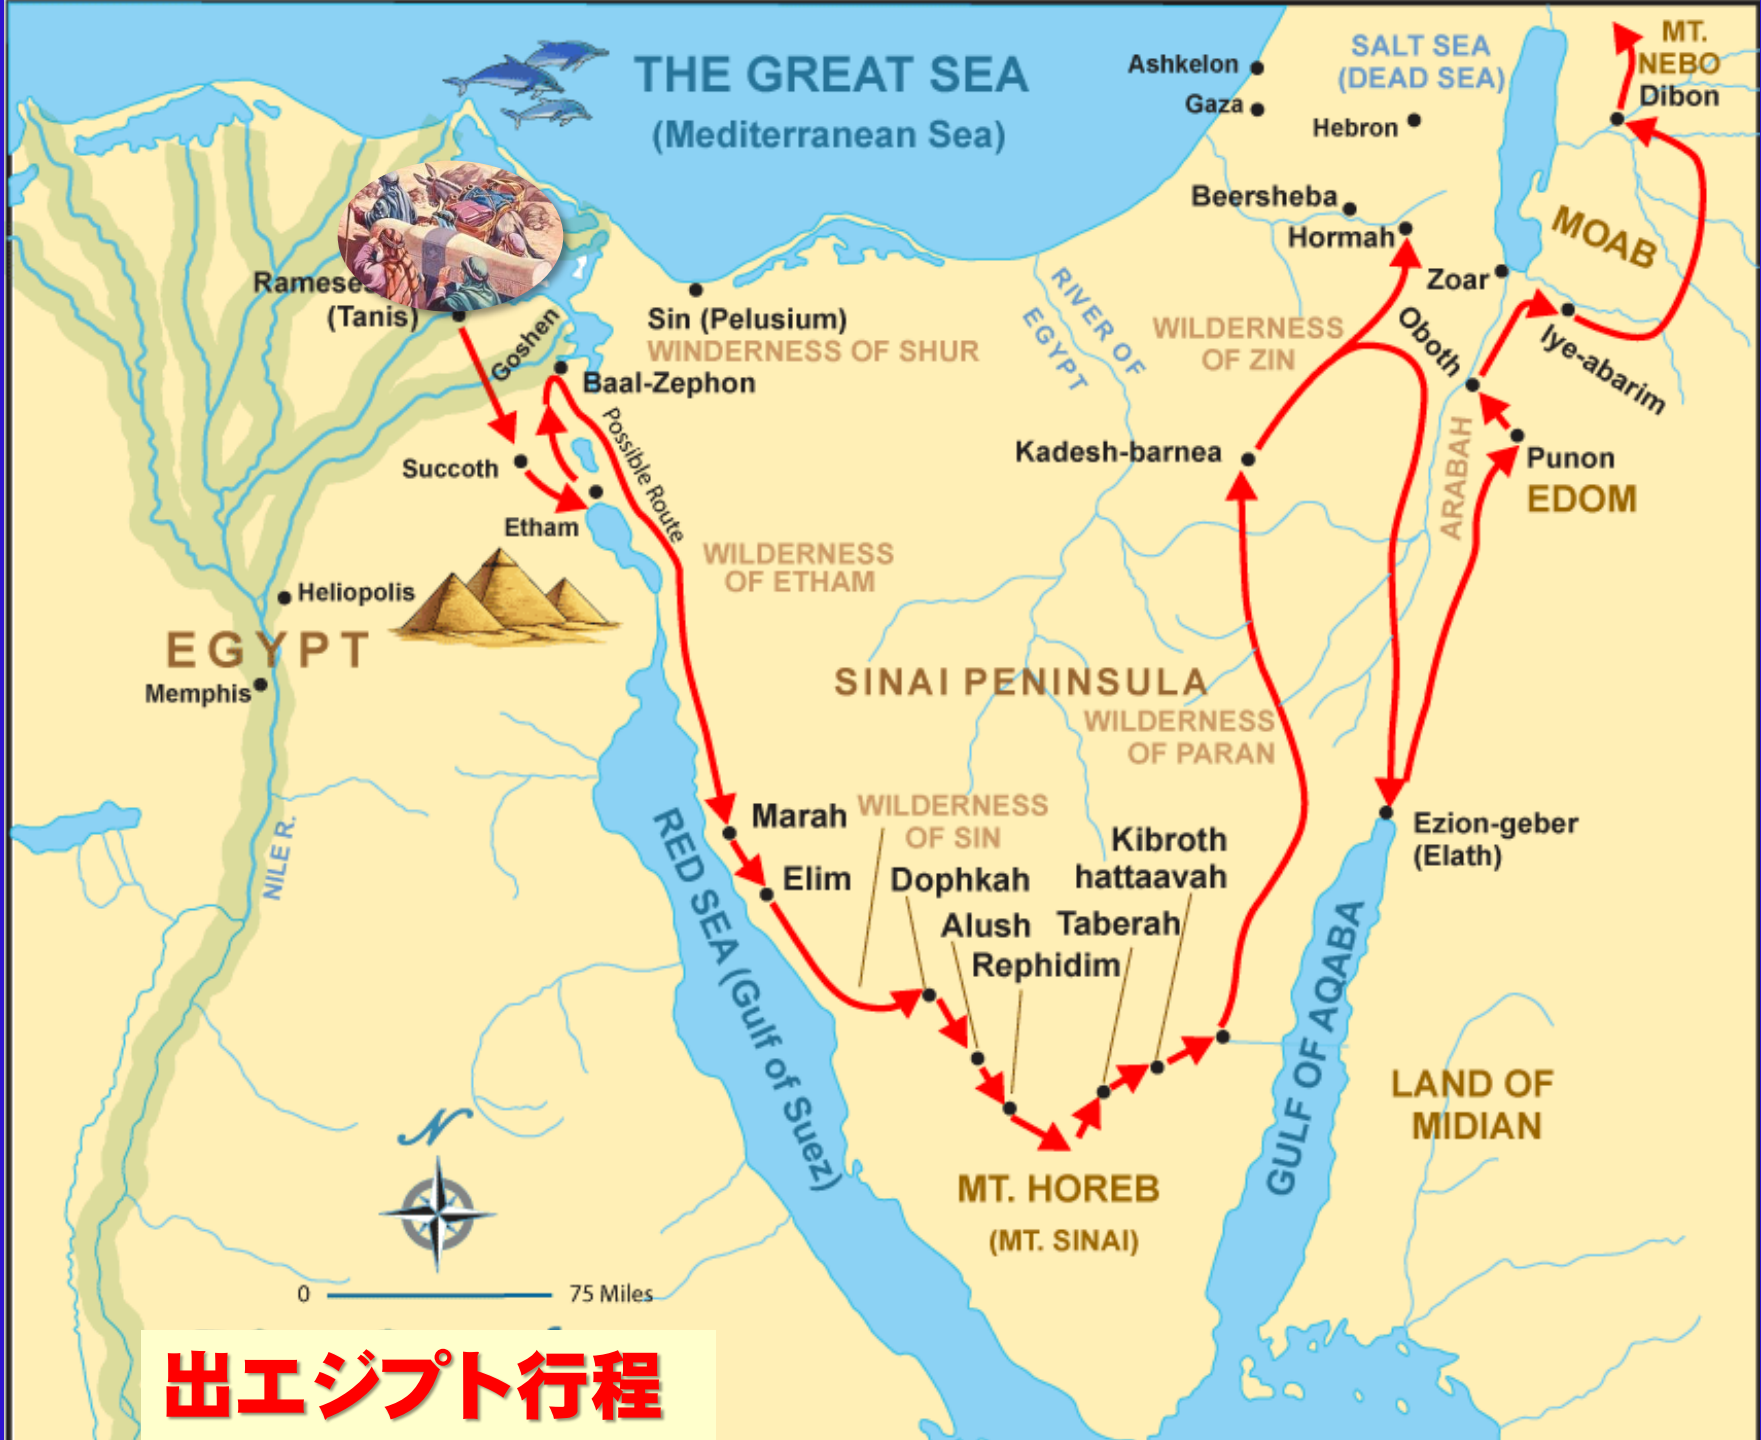 THE GREAT SEA
(Mediterranean Sea)
Ashkelon
Gaza
SALT SEA
(DEAD SEA)
MT.
NEBO
Dibon
Hebron
Beersheba
Hormah
MOAB
Zoar
Rameses
(Tanis)
Goshen
Sin (Pelusium)
WINDERNESS OF SHUR
Baal-Zephon
RIVER OF
EGYPT
WILDERNESS
OF ZIN
Oboth
Iye-abarim
Possible Route
Succoth
Etham
Kadesh-barnea
ARABAH
Punon
EDOM
WILDERNESS
OF ETHAM
Heliopolis
EGYPT
Memphis
SINAI PENINSULA
WILDERNESS
OF PARAN
NILE R.
RED SEA (Gulf of Suez)
Marah
WILDERNESS
OF SIN
Elim
Dophkah
Alush
Rephidim
Kibroth
hattaavah
Taberah
Ezion-geber
(Elath)
GULF OF AQABA
LAND OF
MIDIAN
MT. HOREB
(MT. SINAI)
N
0 75 Miles
出エジプト行程